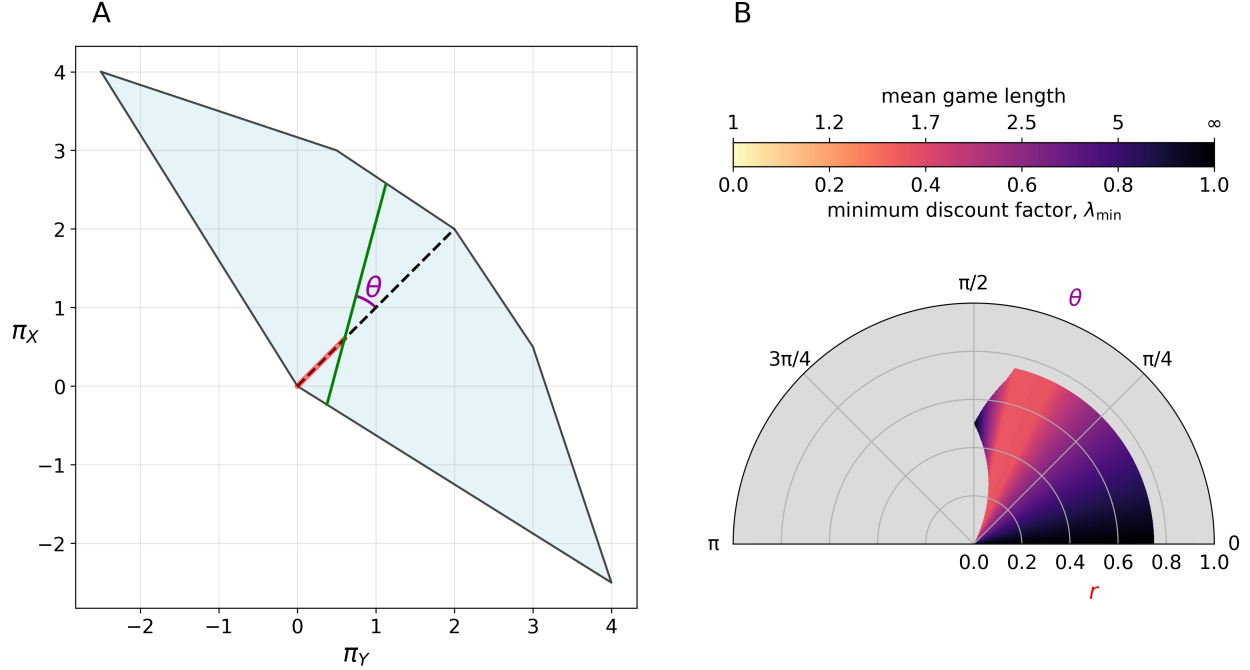 A
4
3
2
1
0
−1
−2
π_X
θ
−2 −1 0 1 2 3 4
π_Y
B
mean game length
1 1.2 1.7 2.5 5 ∞
0.0 0.2 0.4 0.6 0.8 1.0
minimum discount factor, λ_min
π/2
θ
3π/4
π/4
π
0
0.0 0.2 0.4 0.6 0.8 1.0
r